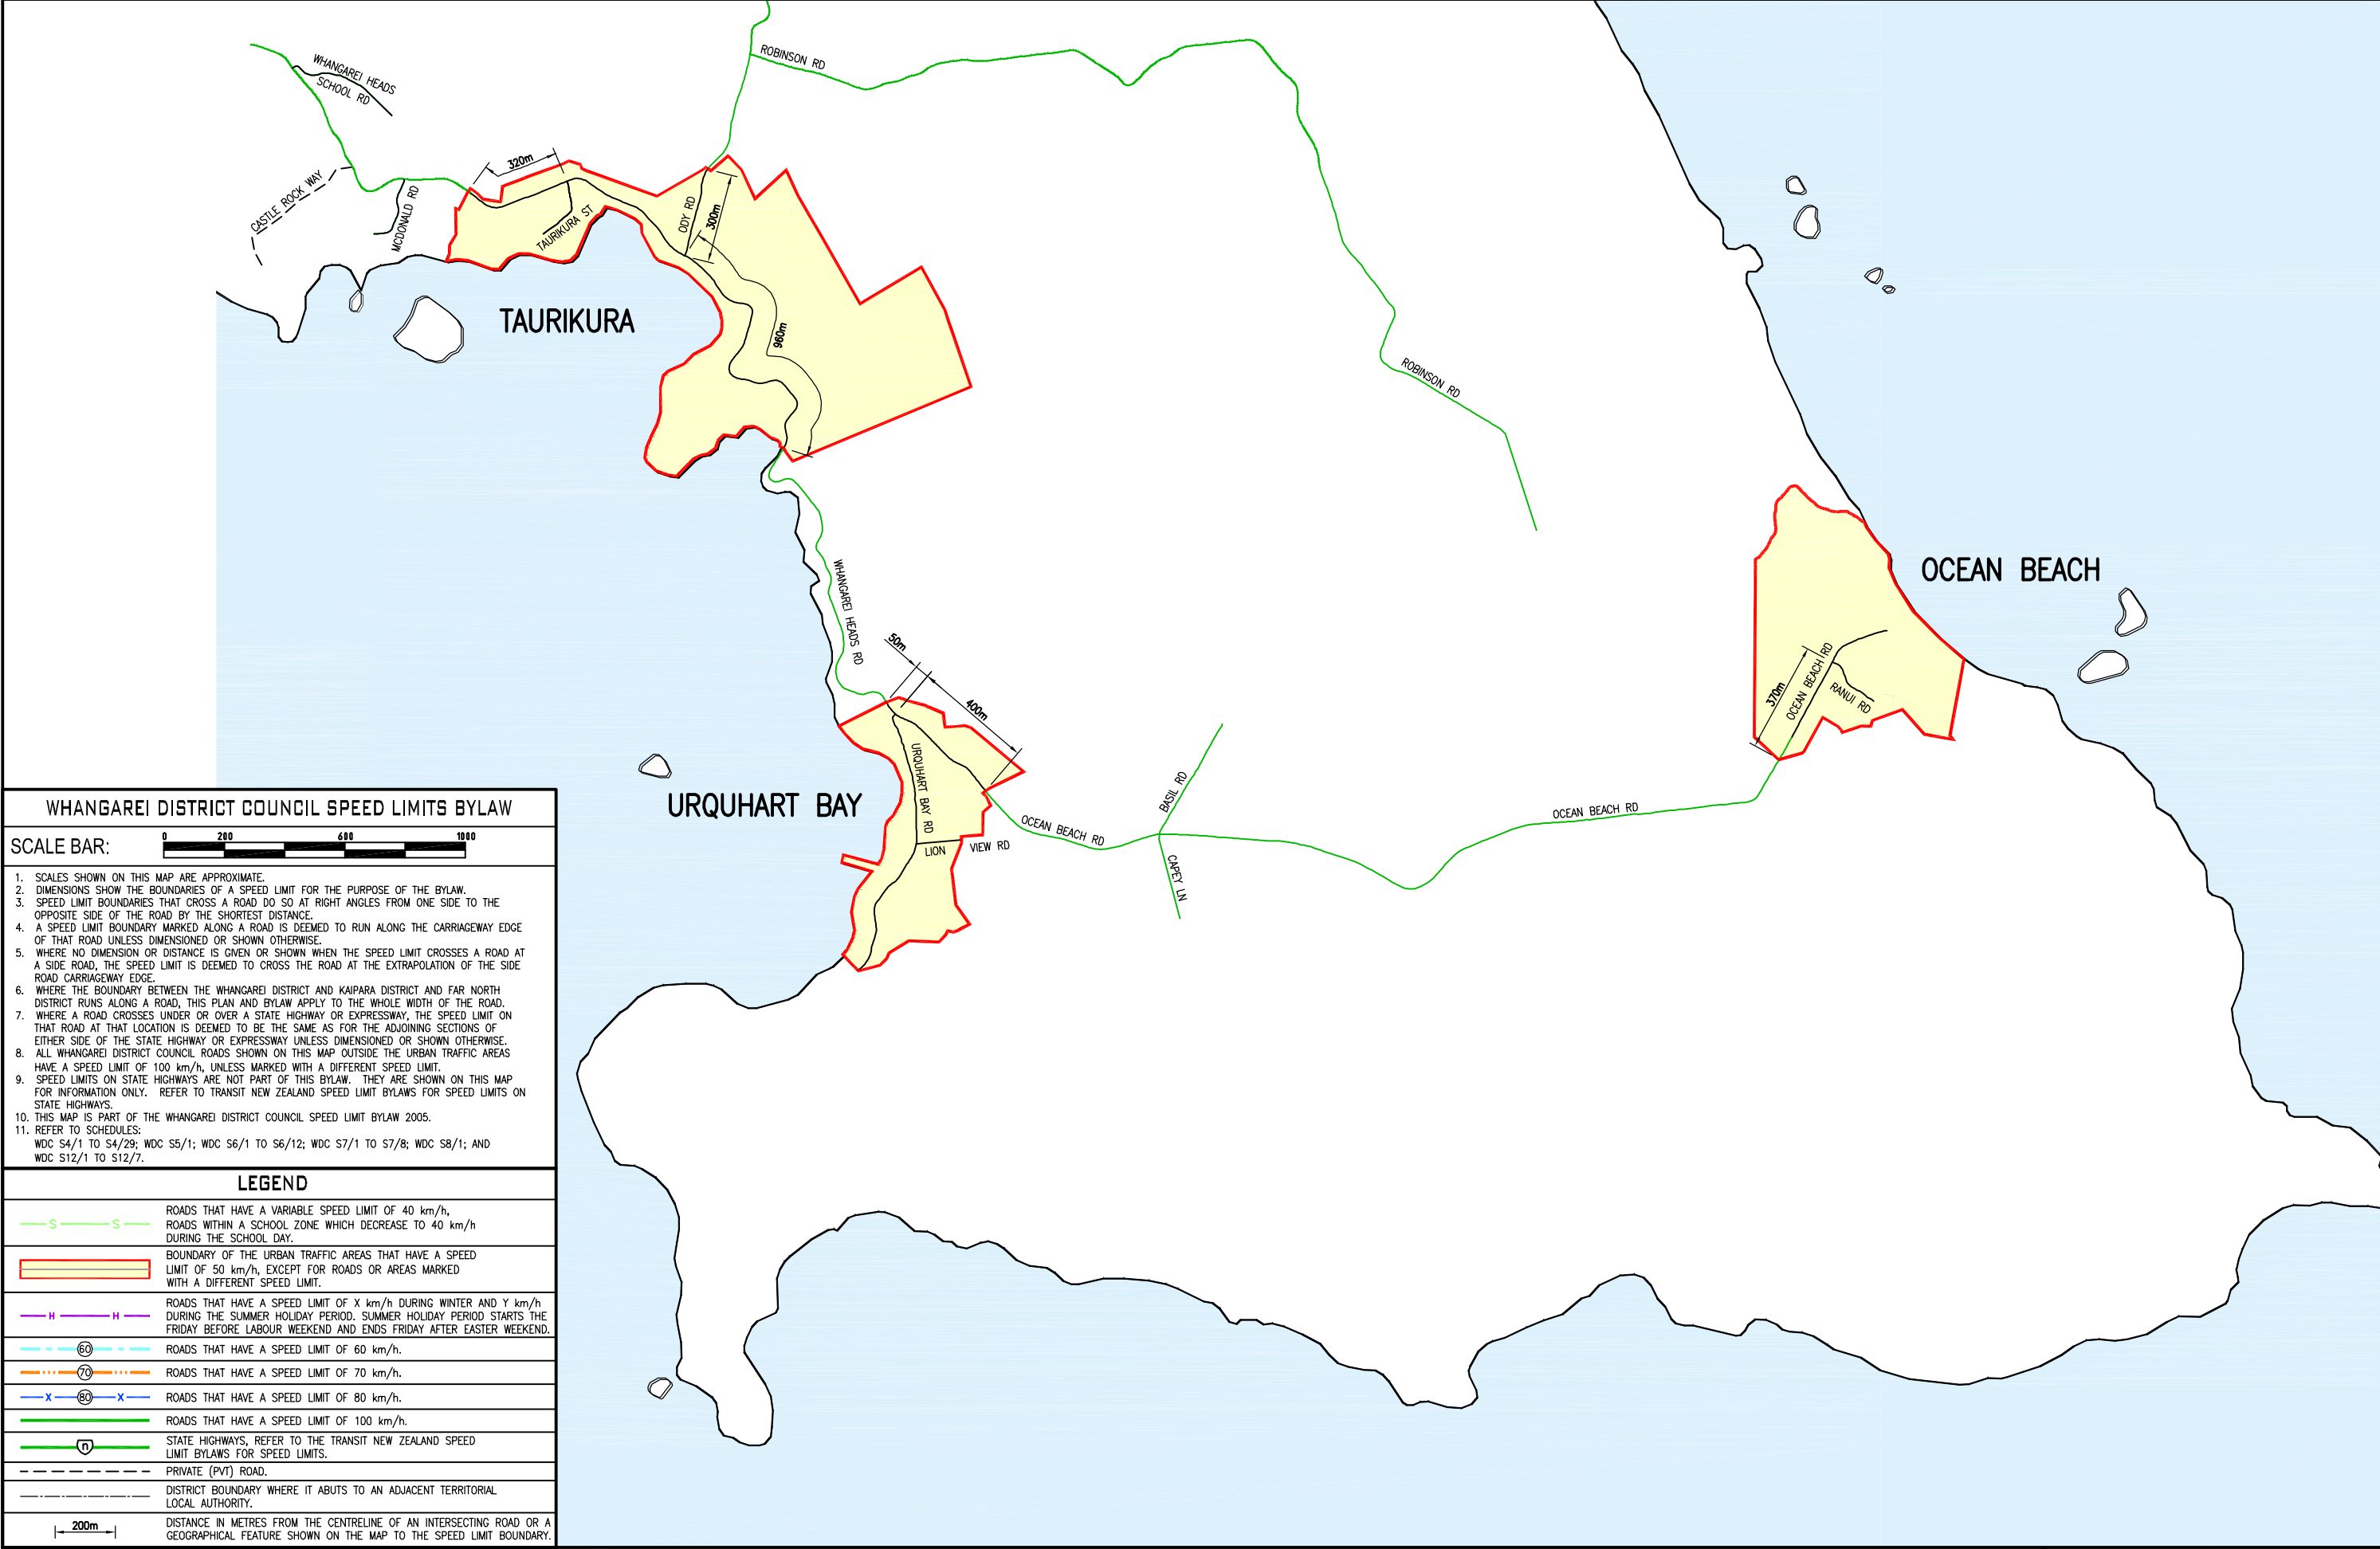 WHANGAREI HEADS
SCHOOL RD
ROBINSON RD
CASTLE ROCK WAY
MCDONALD RD
320m
TAURIKURA ST
ODY RD
300m
TAURIKURA
960m
ROBINSON RD
WHANGAREI HEADS RD
OCEAN BEACH
50m
400m
370m
OCEAN BEACH RD
RANUI RD
URQUHART BAY
URQUHART BAY RD
LION VIEW RD
OCEAN BEACH RD
BASIL RD
CAPEY LN
OCEAN BEACH RD
WHANGAREI DISTRICT COUNCIL SPEED LIMITS BYLAW
SCALE BAR:
0 200 600 1000
1. SCALES SHOWN ON THIS MAP ARE APPROXIMATE.
2. DIMENSIONS SHOW THE BOUNDARIES OF A SPEED LIMIT FOR THE PURPOSE OF THE BYLAW.
3. SPEED LIMIT BOUNDARIES THAT CROSS A ROAD DO SO AT RIGHT ANGLES FROM ONE SIDE TO THE
OPPOSITE SIDE OF THE ROAD BY THE SHORTEST DISTANCE.
4. A SPEED LIMIT BOUNDARY MARKED ALONG A ROAD IS DEEMED TO RUN ALONG THE CARRIAGEWAY EDGE
OF THAT ROAD UNLESS DIMENSIONED OR SHOWN OTHERWISE.
5. WHERE NO DIMENSION OR DISTANCE IS GIVEN OR SHOWN WHEN THE SPEED LIMIT CROSSES A ROAD AT
A SIDE ROAD, THE SPEED LIMIT IS DEEMED TO CROSS THE ROAD AT THE EXTRAPOLATION OF THE SIDE
ROAD CARRIAGEWAY EDGE.
6. WHERE THE BOUNDARY BETWEEN THE WHANGAREI DISTRICT AND KAIPARA DISTRICT AND FAR NORTH
DISTRICT RUNS ALONG A ROAD, THIS PLAN AND BYLAW APPLY TO THE WHOLE WIDTH OF THE ROAD.
7. WHERE A ROAD CROSSES UNDER OR OVER A STATE HIGHWAY OR EXPRESSWAY, THE SPEED LIMIT ON
THAT ROAD AT THAT LOCATION IS DEEMED TO BE THE SAME AS FOR THE ADJOINING SECTIONS OF
EITHER SIDE OF THE STATE HIGHWAY OR EXPRESSWAY UNLESS DIMENSIONED OR SHOWN OTHERWISE.
8. ALL WHANGAREI DISTRICT COUNCIL ROADS SHOWN ON THIS MAP OUTSIDE THE URBAN TRAFFIC AREAS
HAVE A SPEED LIMIT OF 100 km/h, UNLESS MARKED WITH A DIFFERENT SPEED LIMIT.
9. SPEED LIMITS ON STATE HIGHWAYS ARE NOT PART OF THIS BYLAW. THEY ARE SHOWN ON THIS MAP
FOR INFORMATION ONLY. REFER TO TRANSIT NEW ZEALAND SPEED LIMIT BYLAWS FOR SPEED LIMITS ON
STATE HIGHWAYS.
10. THIS MAP IS PART OF THE WHANGAREI DISTRICT COUNCIL SPEED LIMIT BYLAW 2005.
11. REFER TO SCHEDULES:
WDC S4/1 TO S4/29; WDC S5/1; WDC S6/1 TO S6/12; WDC S7/1 TO S7/8; WDC S8/1; AND
WDC S12/1 TO S12/7.
LEGEND
S S
ROADS THAT HAVE A VARIABLE SPEED LIMIT OF 40 km/h,
ROADS WITHIN A SCHOOL ZONE WHICH DECREASE TO 40 km/h
DURING THE SCHOOL DAY.
BOUNDARY OF THE URBAN TRAFFIC AREAS THAT HAVE A SPEED
LIMIT OF 50 km/h, EXCEPT FOR ROADS OR AREAS MARKED
WITH A DIFFERENT SPEED LIMIT.
H H
ROADS THAT HAVE A SPEED LIMIT OF X km/h DURING WINTER AND Y km/h
DURING THE SUMMER HOLIDAY PERIOD. SUMMER HOLIDAY PERIOD STARTS THE
FRIDAY BEFORE LABOUR WEEKEND AND ENDS FRIDAY AFTER EASTER WEEKEND.
60 ROADS THAT HAVE A SPEED LIMIT OF 60 km/h.
70 ROADS THAT HAVE A SPEED LIMIT OF 70 km/h.
X 80 X ROADS THAT HAVE A SPEED LIMIT OF 80 km/h.
ROADS THAT HAVE A SPEED LIMIT OF 100 km/h.
n STATE HIGHWAYS, REFER TO THE TRANSIT NEW ZEALAND SPEED
LIMIT BYLAWS FOR SPEED LIMITS.
PRIVATE (PVT) ROAD.
DISTRICT BOUNDARY WHERE IT ABUTS TO AN ADJACENT TERRITORIAL
LOCAL AUTHORITY.
200m DISTANCE IN METRES FROM THE CENTRELINE OF AN INTERSECTING ROAD OR A
GEOGRAPHICAL FEATURE SHOWN ON THE MAP TO THE SPEED LIMIT BOUNDARY.